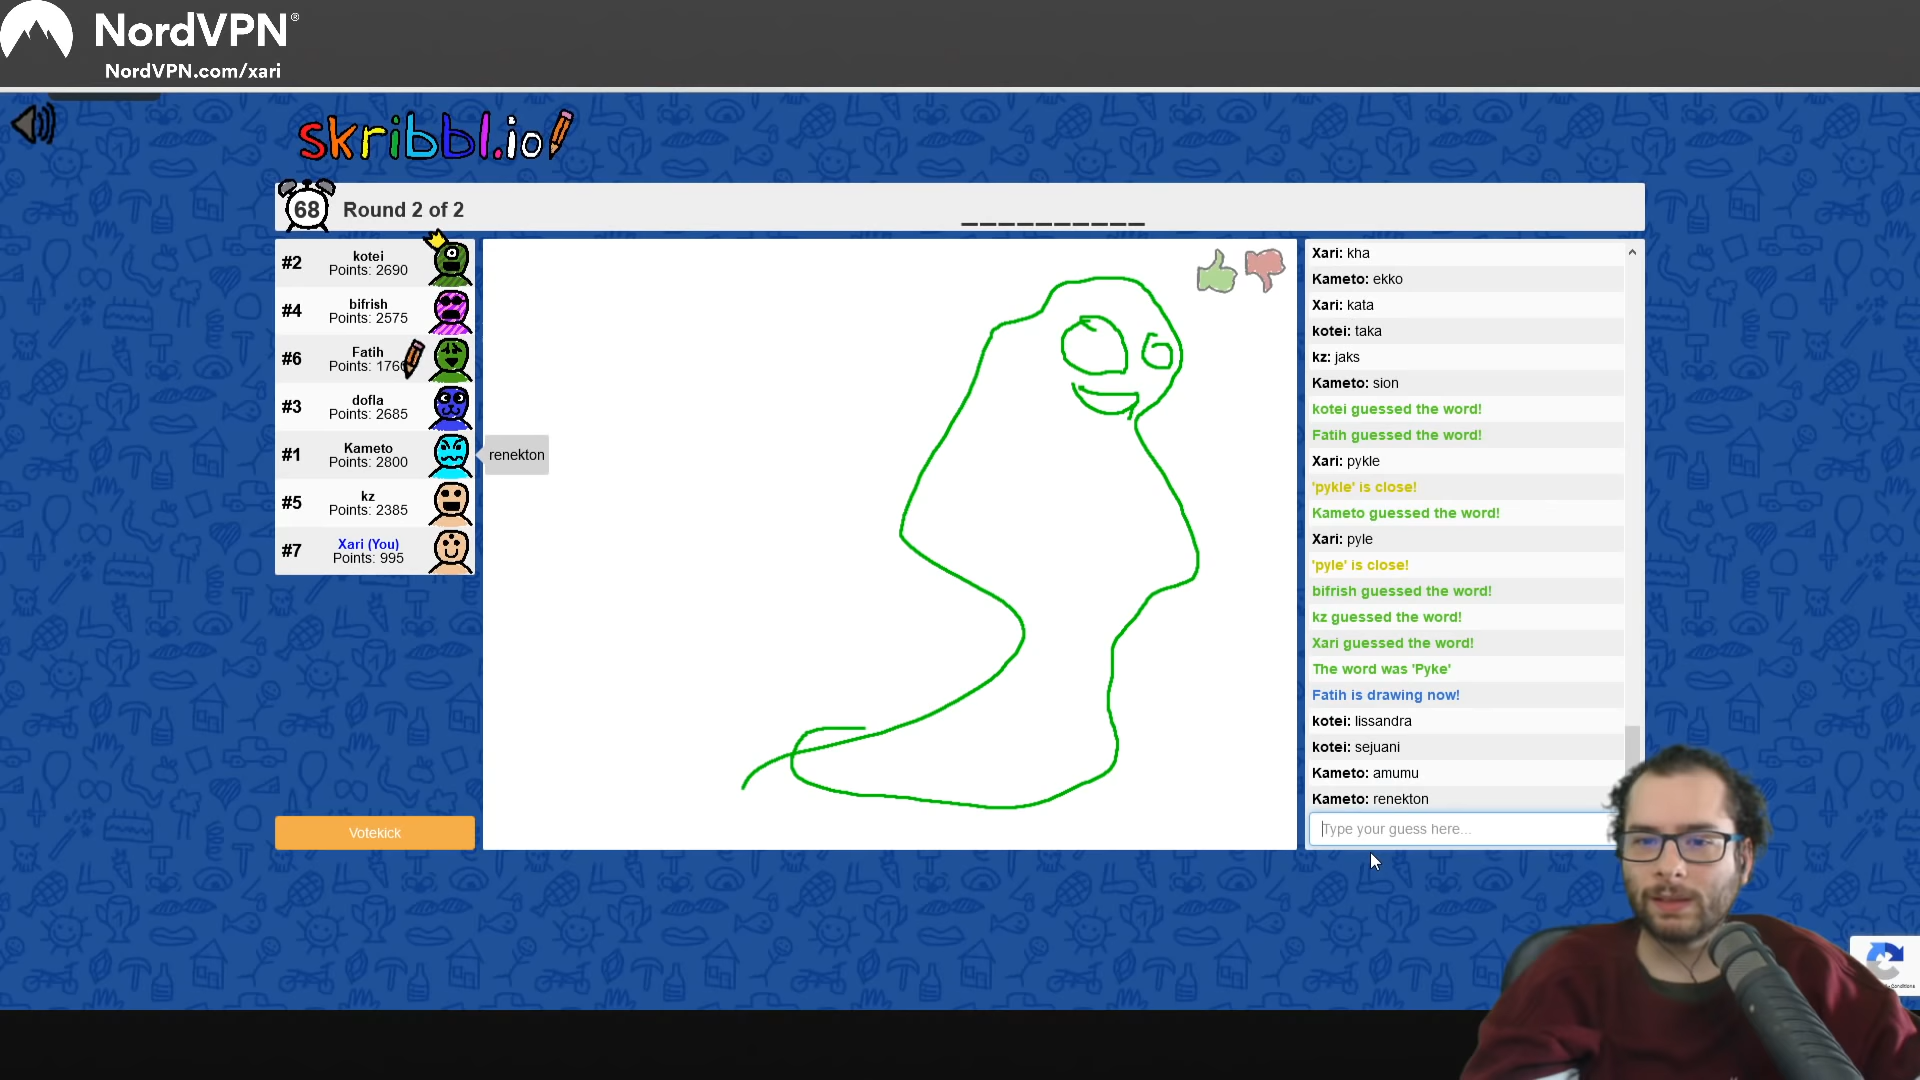 NordVPN®
NordVPN.com/xari
skribbl.io
68
Round 2 of 2
__________
#2
kotei
Points: 2690
#4
bifrish
Points: 2575
#6
Fatih
Points: 1760
#3
dofla
Points: 2685
#1
Kameto
Points: 2800
renekton
#5
kz
Points: 2385
#7
Xari (You)
Points: 995
Votekick
Xari: kha
Kameto: ekko
Xari: kata
kotei: taka
kz: jaks
Kameto: sion
kotei guessed the word!
Fatih guessed the word!
Xari: pykle
'pykle' is close!
Kameto guessed the word!
Xari: pyle
'pyle' is close!
bifrish guessed the word!
kz guessed the word!
Xari guessed the word!
The word was 'Pyke'
Fatih is drawing now!
kotei: lissandra
kotei: sejuani
Kameto: amumu
Kameto: renekton
Type your guess here...